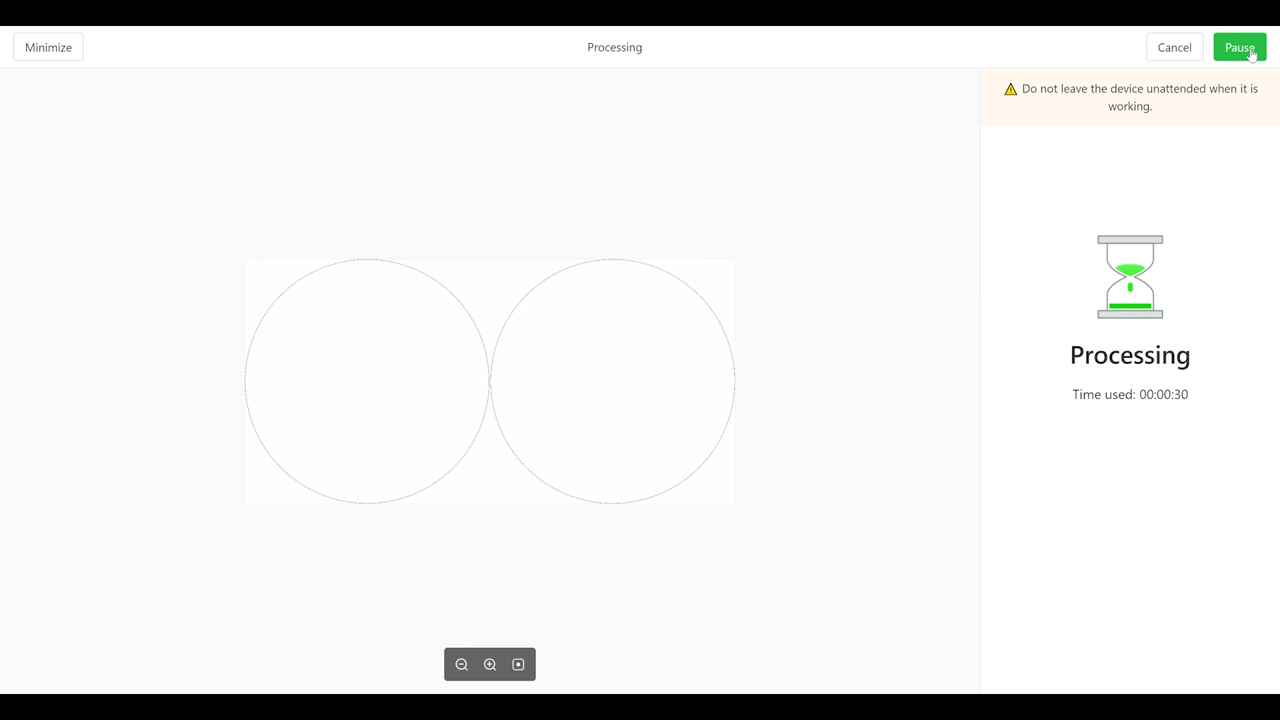 Minimize
Processing
Cancel
Pause
Do not leave the device unattended when it is
working.
Processing
Time used: 00:00:30